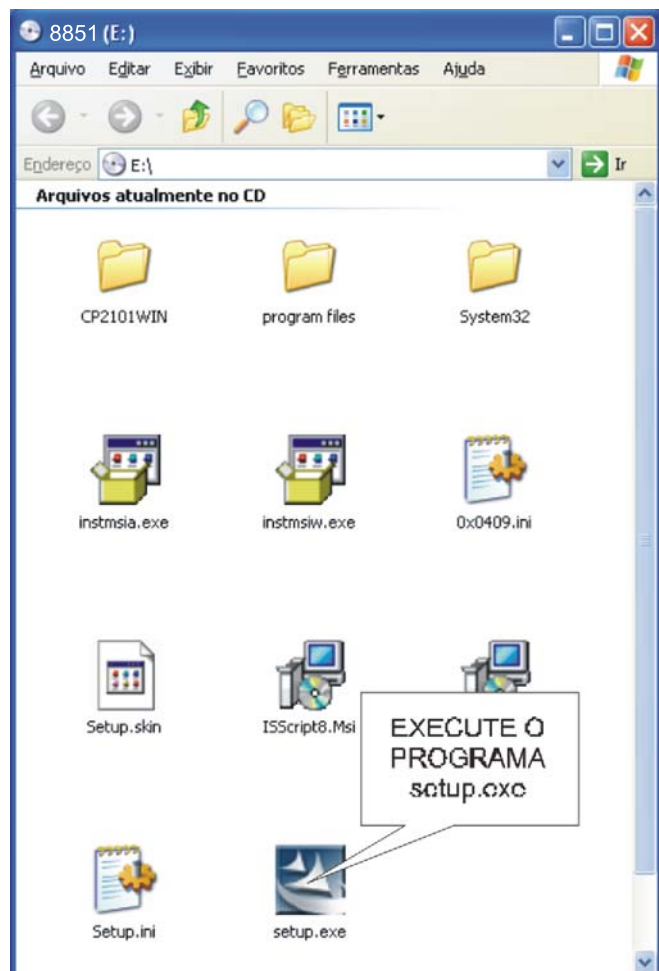 8851 (E:)
Arquivo Editar Exibir Favoritos Ferramentas Ajuda
Endereço E:\ Ir
Arquivos atualmente no CD
CP2101WIN program files System32
instmsia.exe instmsiw.exe 0x0409.ini
Setup.skin ISScript8.Msi
EXECUTE O
PROGRAMA
setup.exe
Setup.ini setup.exe